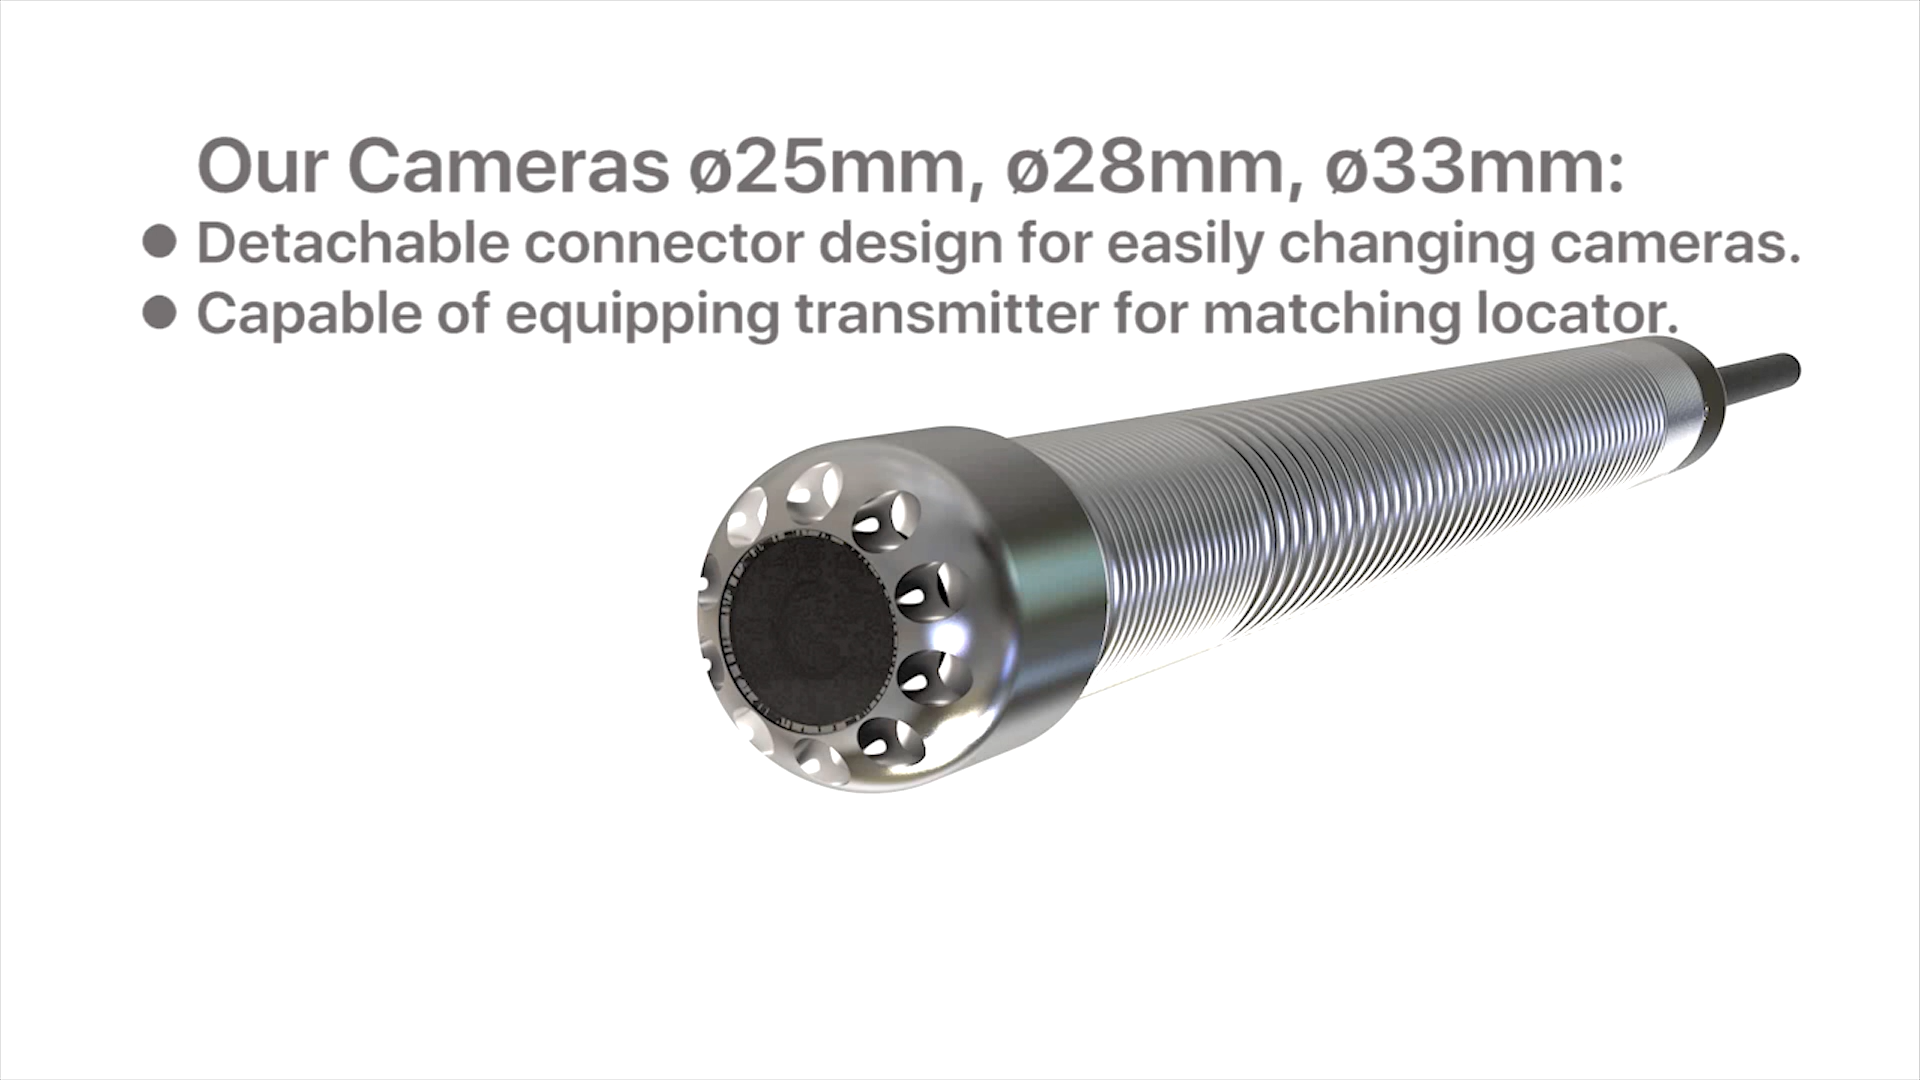 Our Cameras ø25mm, ø28mm, ø33mm:
● Detachable connector design for easily changing cameras.
● Capable of equipping transmitter for matching locator.